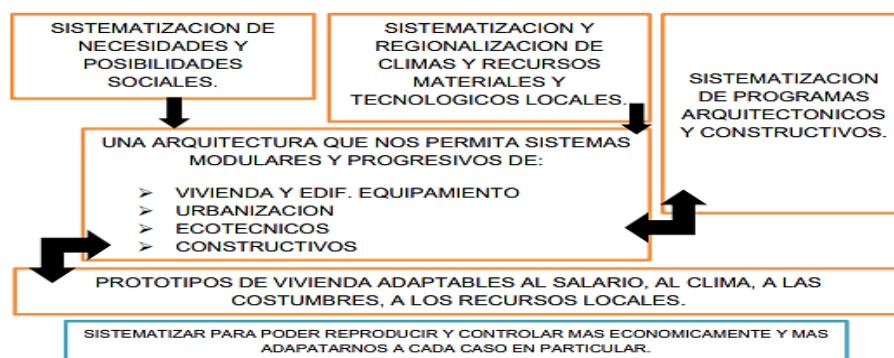 SISTEMATIZACION DE
NECESIDADES Y
POSIBILIDADES
SOCIALES.
SISTEMATIZACION Y
REGIONALIZACION DE
CLIMAS Y RECURSOS
MATERIALES Y
TECNOLOGICOS LOCALES.
SISTEMATIZACION
DE PROGRAMAS
ARQUITECTONICOS
Y CONSTRUCTIVOS.
UNA ARQUITECTURA QUE NOS PERMITA SISTEMAS
MODULARES Y PROGRESIVOS DE:
➢ VIVIENDA Y EDIF. EQUIPAMIENTO
➢ URBANIZACION
➢ ECOTECNICOS
➢ CONSTRUCTIVOS
PROTOTIPOS DE VIVIENDA ADAPTABLES AL SALARIO, AL CLIMA, A LAS
COSTUMBRES, A LOS RECURSOS LOCALES.
SISTEMATIZAR PARA PODER REPRODUCIR Y CONTROLAR MAS ECONOMICAMENTE Y MAS
ADAPATARNOS A CADA CASO EN PARTICULAR.